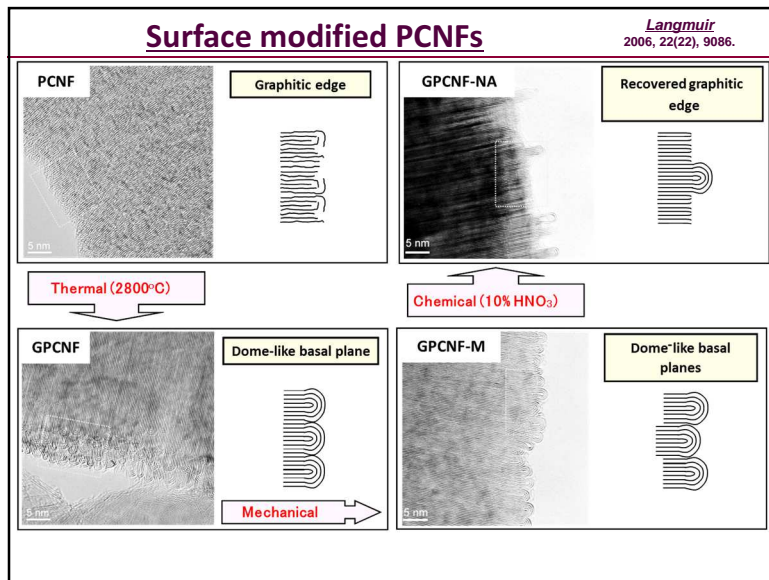 Surface modified PCNFs
Langmuir
2006, 22(22), 9086.
PCNF
Graphitic edge
5 nm
GPCNF-NA
Recovered graphitic
edge
5 nm
Thermal (2800°C)
Chemical (10% HNO₃)
GPCNF
Dome-like basal plane
5 nm
Mechanical
GPCNF-M
Dome-like basal
planes
5 nm